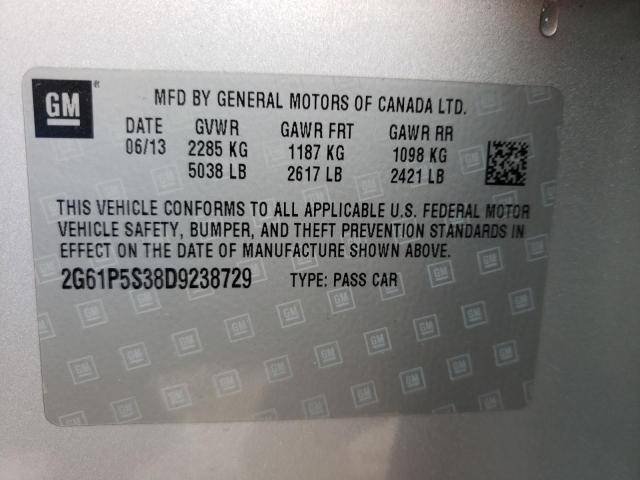 GM ® MFD BY GENERAL MOTORS OF CANADA LTD.
DATE GVWR GAWR FRT GAWR RR
06/13 2285 KG 1187 KG 1098 KG
5038 LB 2617 LB 2421 LB
THIS VEHICLE CONFORMS TO ALL APPLICABLE U.S. FEDERAL MOTOR
VEHICLE SAFETY, BUMPER, AND THEFT PREVENTION STANDARDS IN
EFFECT ON THE DATE OF MANUFACTURE SHOWN ABOVE.
2G61P5S38D9238729 TYPE: PASS CAR